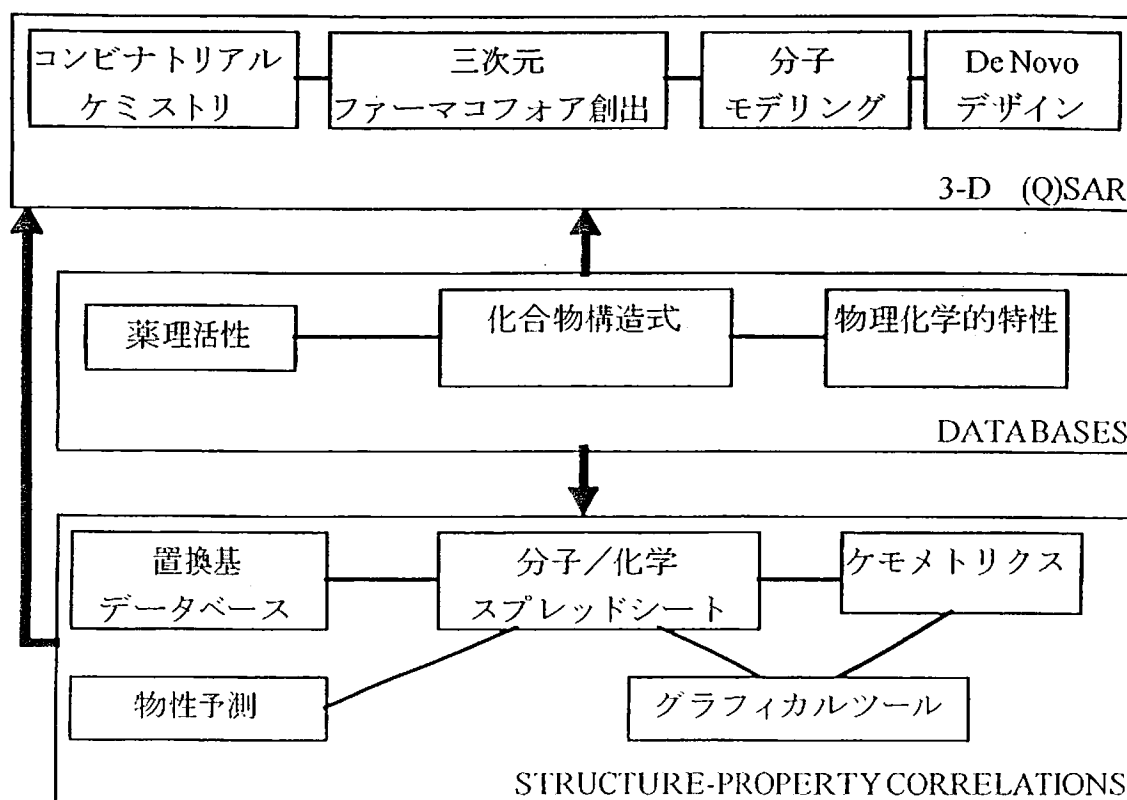 コンビナトリアル
ケミストリ
三次元
ファーマコフォア創出
分子
モデリング
De Novo
デザイン
3-D (Q)SAR
薬理活性
化合物構造式
物理化学的特性
DATABASES
置換基
データベース
分子／化学
スプレッドシート
ケモメトリクス
物性予測
グラフィカルツール
STRUCTURE-PROPERTY CORRELATIONS